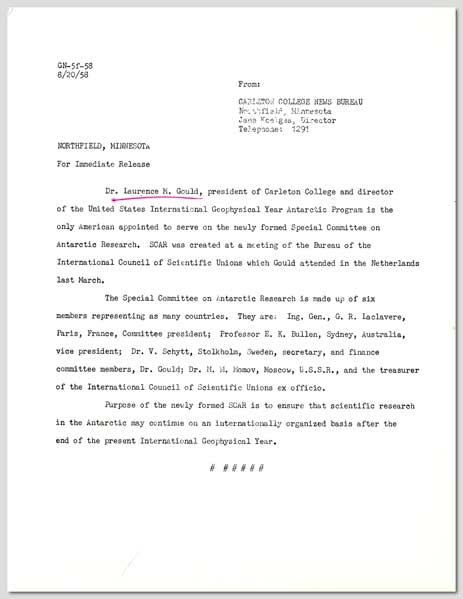 GN-5f-58
8/20/58
From:
CARLETON COLLEGE NEWS BUREAU
Northfield, Minnesota
Jane Director
Telephone: 1291
NORTHFIELD, MINNESOTA
For Immediate Release
Dr. Laurence M. Gould, president of Carleton College and director
of the United States International Geophysical Year Antarctic Program is the
only American appointed to serve on the newly formed Special Committee on
Antarctic Research. SCAR was created at a meeting of the Bureau of the
International Council of Scientific Unions which Gould attended in the Netherlands
last March.
The Special Committee on Antarctic Research is made up of six
members representing as many countries. They are: Ing. Gen., G. R. Laclavere,
Paris, France, Committee president; Professor E. K. Bullen, Sydney, Australia,
vice president; Dr. V. Schytt, Stolkholm, Sweden, secretary, and finance
committee members, Dr. Gould; Dr. M. M. Momov, Moscow, U.S.S.R., and the treasurer
of the International Council of Scientific Unions ex officio.
Purpose of the newly formed SCAR is to ensure that scientific research
in the Antarctic may continue on an internationally organized basis after the
end of the present International Geophysical Year.
# # # # # #